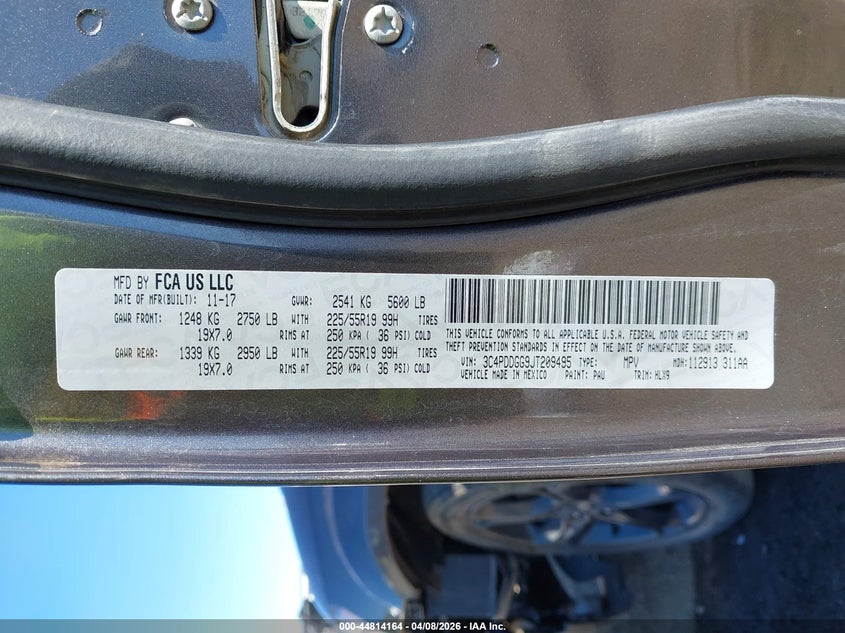 MFD BY FCA US LLC
DATE OF MFR(BUILT): 11-17 GVWR: 2541 KG 5600 LB
GAWR FRONT: 1248 KG 2750 LB WITH 225/55R19 99H TIRES
19X7.0 RIMS AT 250 KPA ( 36 PSI) COLD
GAWR REAR: 1339 KG 2950 LB WITH 225/55R19 99H TIRES
19X7.0 RIMS AT 250 KPA ( 36 PSI) COLD
THIS VEHICLE CONFORMS TO ALL APPLICABLE U.S.A. FEDERAL MOTOR VEHICLE SAFETY AND
THEFT PREVENTION STANDARDS IN EFFECT ON THE DATE OF MANUFACTURE SHOWN ABOVE.
VIN: 3C4PDDGG9JT209495 TYPE: MPV MDH:112913 311AA
VEHICLE MADE IN MEXICO PAINT: PAU TRIM: HLX9
000-44814164 - 04/08/2026 - IAA Inc.